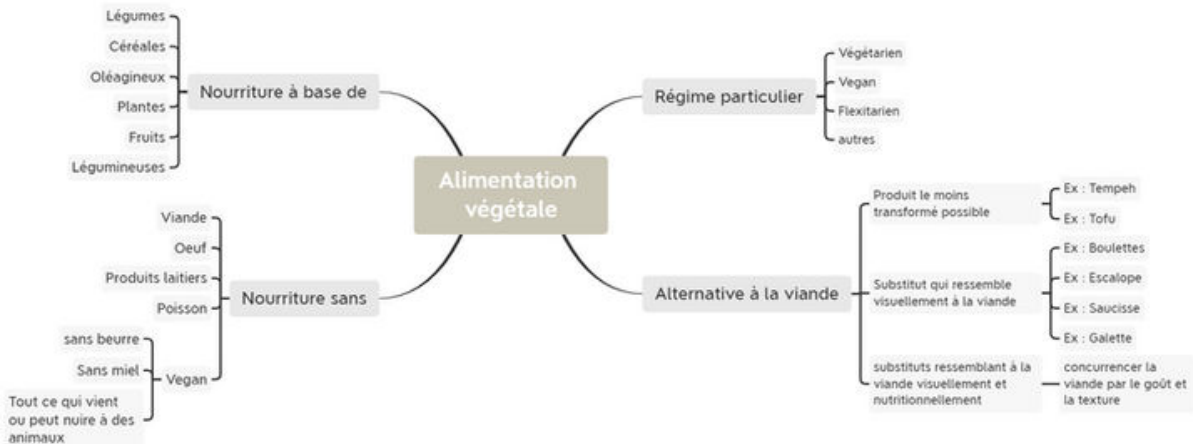 Alimentation
végétale
Nourriture à base de
Légumes
Céréales
Oléagineux
Plantes
Fruits
Légumineuses
Nourriture sans
Viande
Oeuf
Produits laitiers
Poisson
Vegan
sans beurre
Sans miel
Tout ce qui vient
ou peut nuire à des
animaux
Régime particulier
Végétarien
Vegan
Flexitarien
autres
Alternative à la viande
Produit le moins
transformé possible
Ex : Tempeh
Ex : Tofu
Substitut qui ressemble
visuellement à la viande
Ex : Boulettes
Ex : Escalope
Ex : Saucisse
Ex : Galette
substituts ressemblant à la
viande visuellement et
nutritionnellement
concurrencer la
viande par le goût et
la texture